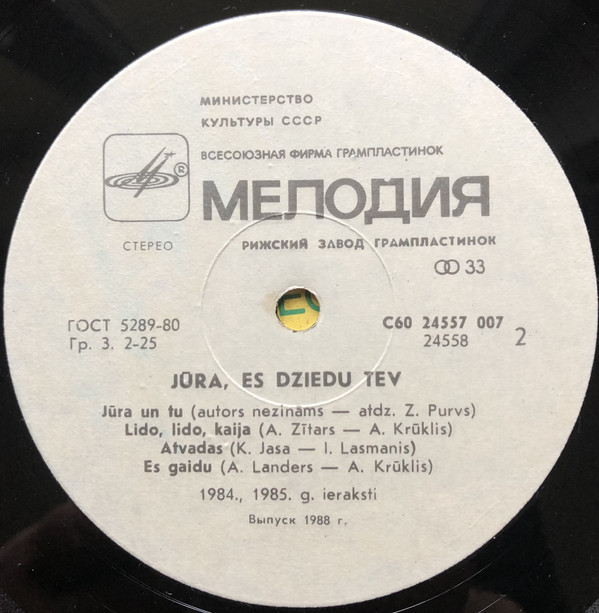 МИНИСТЕРСТВО
КУЛЬТУРЫ СССР
ВСЕСОЮЗНАЯ ФИРМА ГРАМПЛАСТИНОК
®
МЕЛОДИЯ
СТЕРЕО
РИЖСКИЙ ЗАВОД ГРАМПЛАСТИНОК
33
ГОСТ 5289-80
Гр. 3. 2-25
С60 24557 007
24558
2
JŪRA, ES DZIEDU TEV
Jūra un tu (autors nezināms — atdz. Z. Purvs)
Lido, lido, kaija (A. Zītars — A. Krūklis)
Atvadas (K. Jasa — I. Lasmanis)
Es gaidu (A. Landers — A. Krūklis)
1984., 1985. g. ieraksti
Выпуск 1988 г.